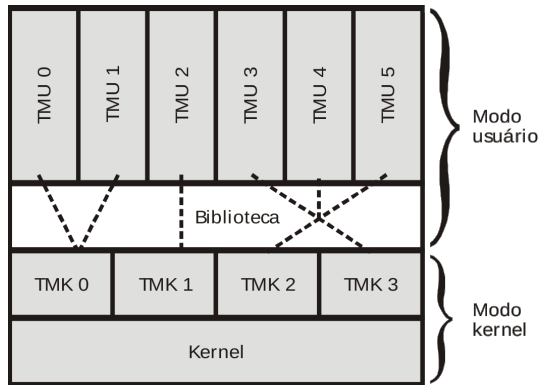 TMU 0
TMU 1
TMU 2
TMU 3
TMU 4
TMU 5
Modo
usuário
Biblioteca
TMK 0
TMK 1
TMK 2
TMK 3
Modo
kernel
Kernel